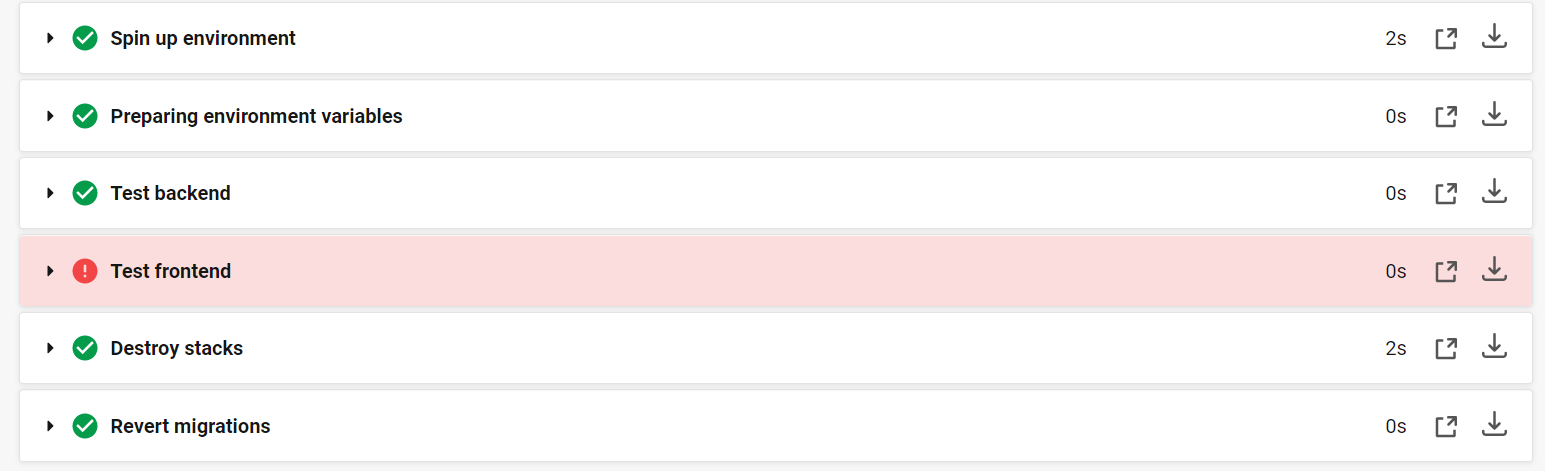 Spin up environment 2s
Preparing environment variables 0s
Test backend 0s
Test frontend 0s
Destroy stacks 2s
Revert migrations 0s